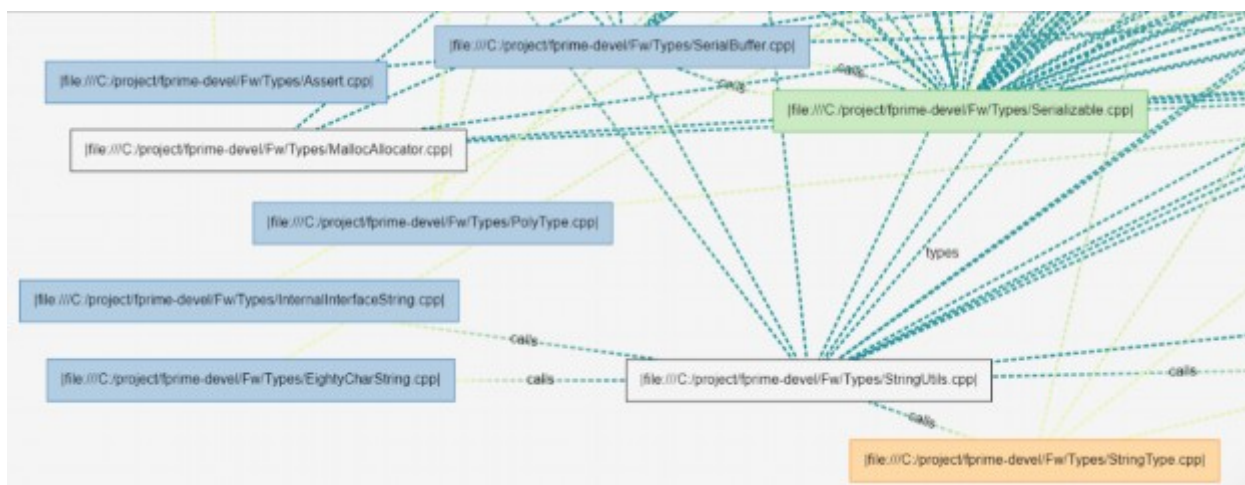 |file:///C:/project/fprime-devel/Fw/Types/SerialBuffer.cpp|
|file:///C:/project/fprime-devel/Fw/Types/Assert.cpp|
calls
calls
|file:///C:/project/fprime-devel/Fw/Types/Serializable.cpp|
|file:///C:/project/fprime-devel/Fw/Types/MallocAllocator.cpp|
|file:///C:/project/fprime-devel/Fw/Types/PolyType.cpp|
types
|file:///C:/project/fprime-devel/Fw/Types/InternalInterfaceString.cpp|
calls
|file:///C:/project/fprime-devel/Fw/Types/EightyCharString.cpp|
calls
|file:///C:/project/fprime-devel/Fw/Types/StringUtils.cpp|
calls
calls
|file:///C:/project/fprime-devel/Fw/Types/StringType.cpp|